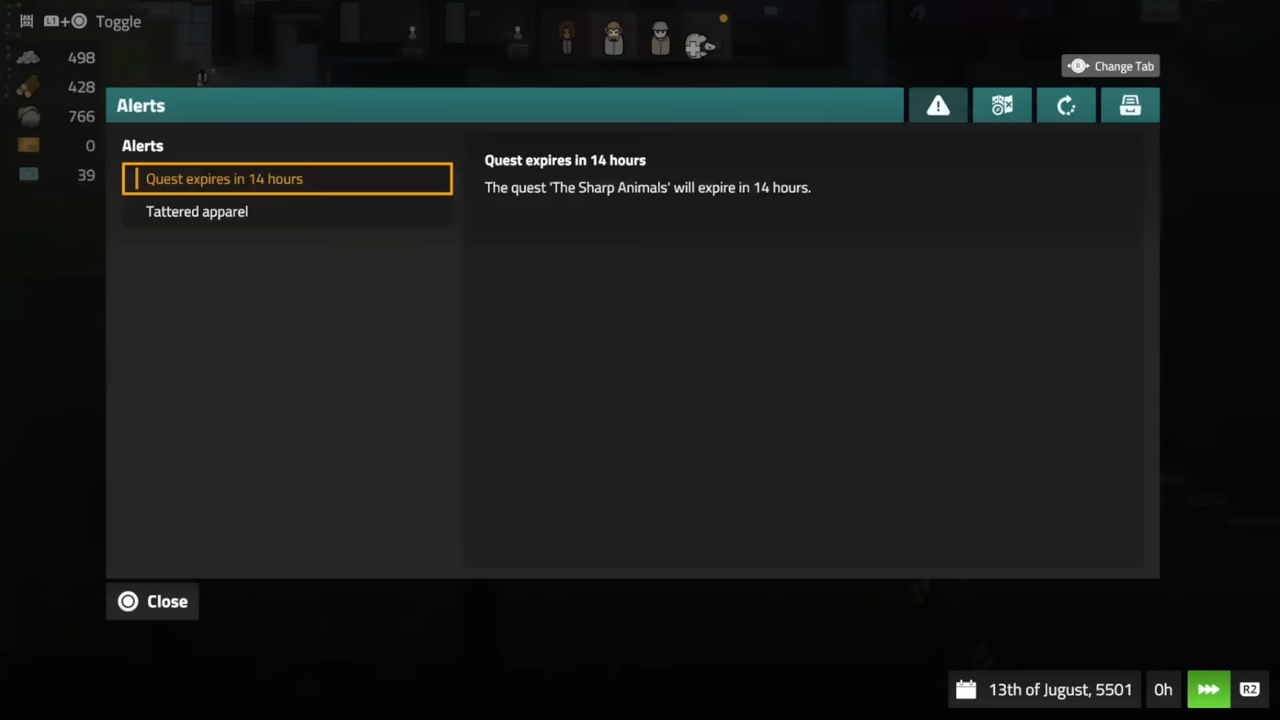 L1+ Toggle
498
428
766
0
39
Change Tab
Alerts
Alerts
Quest expires in 14 hours
Tattered apparel
Quest expires in 14 hours
The quest 'The Sharp Animals' will expire in 14 hours.
Close
13th of Jugust, 5501
0h
R2